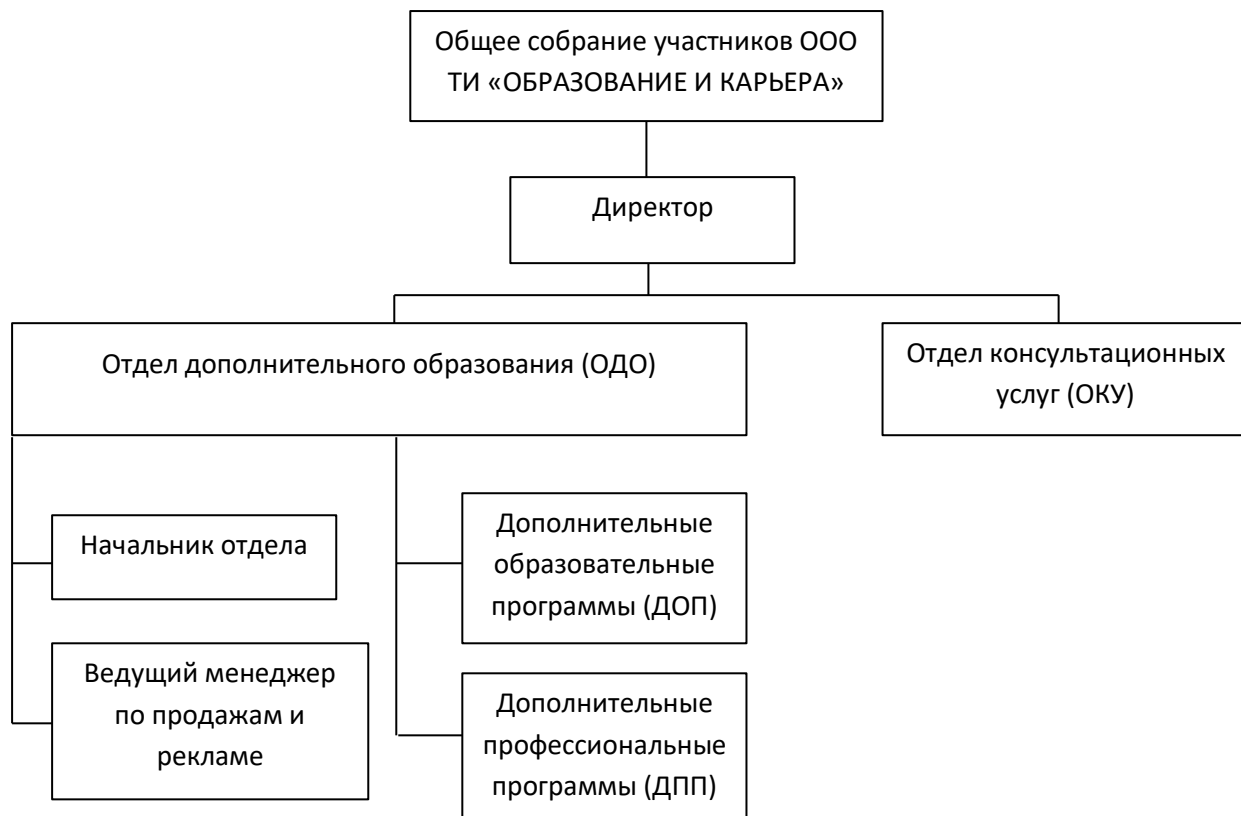 Общее собрание участников ООО
ТИ «ОБРАЗОВАНИЕ И КАРЬЕРА»
Директор
Отдел дополнительного образования (ОДО)
Отдел консультационных
услуг (ОКУ)
Начальник отдела
Дополнительные
образовательные
программы (ДОП)
Ведущий менеджер
по продажам и
рекламе
Дополнительные
профессиональные
программы (ДПП)